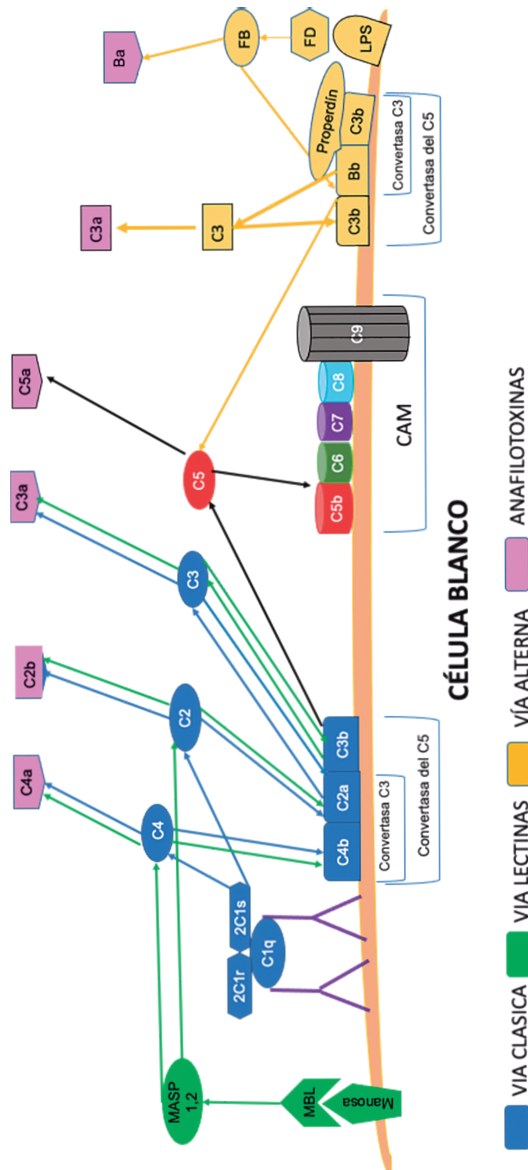 C4a
C2b
C3a
C5a
C3a
Ba
MASP
1,2
C4
C2
C3
C5
C3
FB
2C1r
2C1s
C1q
MBL
Manosa
C4b
C2a
C3b
Convertasa C3
Convertasa del C5
C5b
C6
C7
C8
C9
CAM
C3b
Bb
C3b
Properdín
FD
LPS
Convertasa C3
Convertasa del C5
CÉLULA BLANCO
VIA CLASICA
VIA LECTINAS
VÍA ALTERNA
ANAFILOTOXINAS